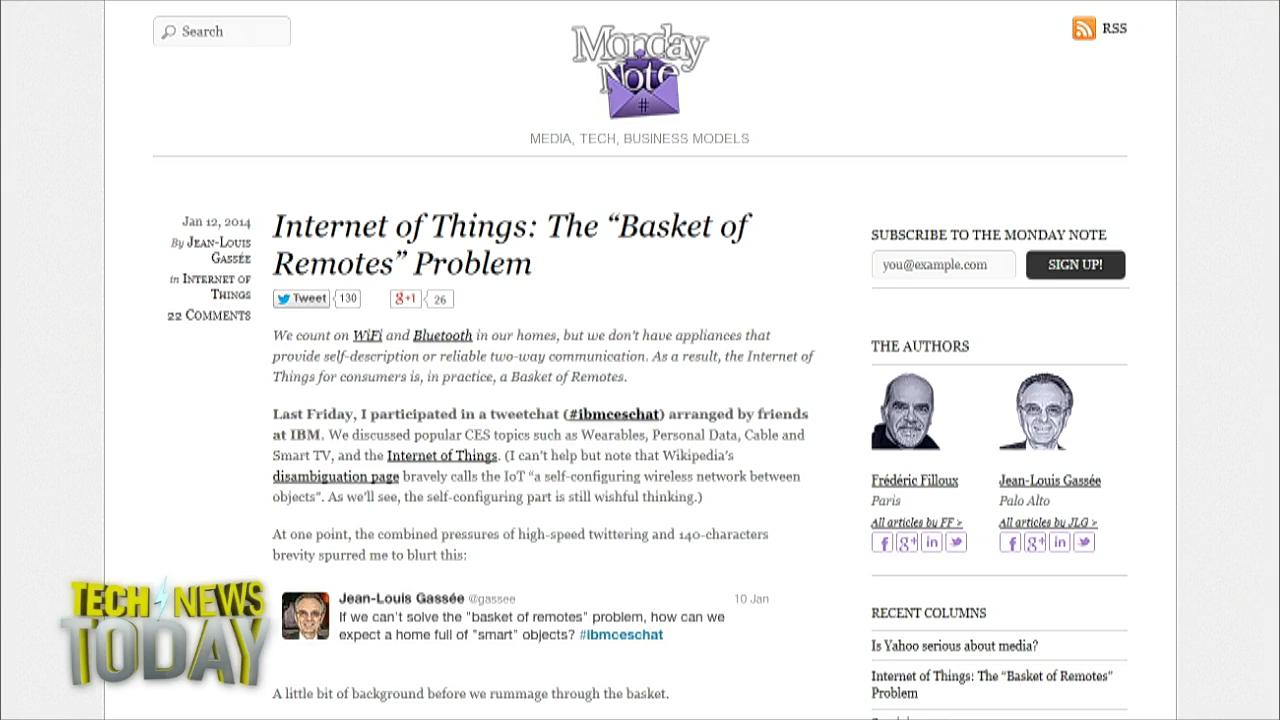 Search
Monday
Note
#
RSS
MEDIA, TECH, BUSINESS MODELS
Jan 12, 2014
By Jean-Louis
Gassée
in Internet of
Things
22 Comments
Internet of Things: The “Basket of
Remotes” Problem
Tweet 130
g+1 26
We count on WiFi and Bluetooth in our homes, but we don't have appliances that
provide self-description or reliable two-way communication. As a result, the Internet of
Things for consumers is, in practice, a Basket of Remotes.
Last Friday, I participated in a tweetchat (#ibmceschat) arranged by friends
at IBM. We discussed popular CES topics such as Wearables, Personal Data, Cable and
Smart TV, and the Internet of Things. (I can't help but note that Wikipedia's
disambiguation page bravely calls the IoT “a self-configuring wireless network between
objects”. As we'll see, the self-configuring part is still wishful thinking.)
At one point, the combined pressures of high-speed twittering and 140-characters
brevity spurred me to blurt this:
Jean-Louis Gassée @gassee 10 Jan
If we can't solve the "basket of remotes" problem, how can we
expect a home full of "smart" objects? #ibmceschat
A little bit of background before we rummage through the basket.
SUBSCRIBE TO THE MONDAY NOTE
you@example.com SIGN UP!
THE AUTHORS
Frédéric Filloux
Paris
All articles by FF >
f g+ in
Jean-Louis Gassée
Palo Alto
All articles by JLG >
f g+ in
RECENT COLUMNS
Is Yahoo serious about media?
Internet of Things: The “Basket of Remotes”
Problem
TECH NEWS
TODAY